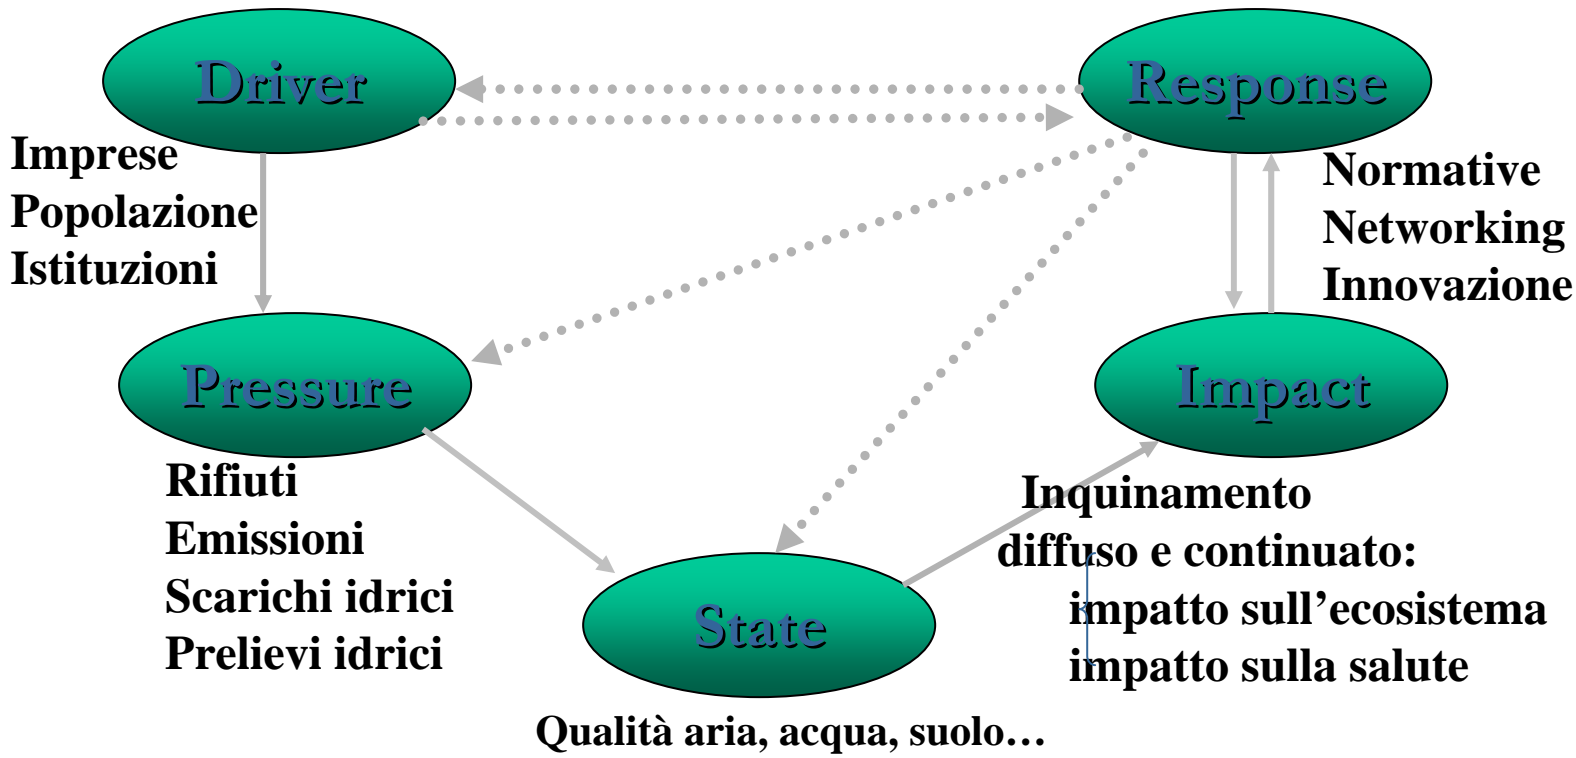 Driver
Response
Imprese
Popolazione
Istituzioni
Normative
Networking
Innovazione
Pressure
Impact
Rifiuti
Emissioni
Scarichi idrici
Prelievi idrici
Inquinamento
diffuso e continuato:
impatto sull’ecosistema
impatto sulla salute
State
Qualità aria, acqua, suolo…